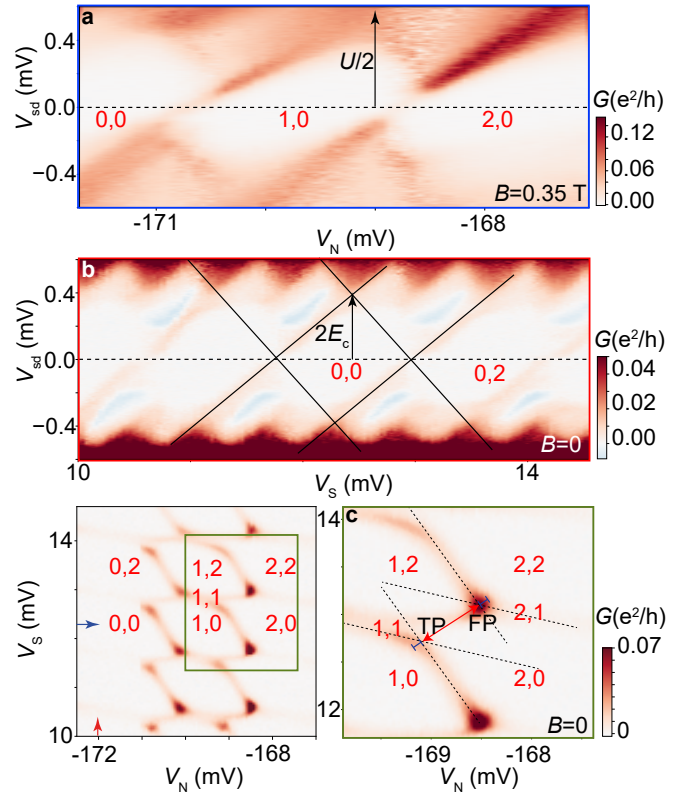 a
0.4
0.0
−0.4
V_sd (mV)
U/2
0,0
1,0
2,0
B=0.35 T
-171
-168
V_N (mV)
G(e²/h)
0.12
0.06
0.00
b
0.4
0.0
−0.4
V_sd (mV)
2E_c
0,0
0,2
B=0
10
14
V_S (mV)
G(e²/h)
0.04
0.02
0.00
14
10
V_S (mV)
0,2
1,2
2,2
1,1
0,0
1,0
2,0
-172
-168
V_N (mV)
c
14
12
1,2
2,2
2,1
TP
FP
1,1
1,0
2,0
B=0
-169
-168
V_N (mV)
G(e²/h)
0.07
0